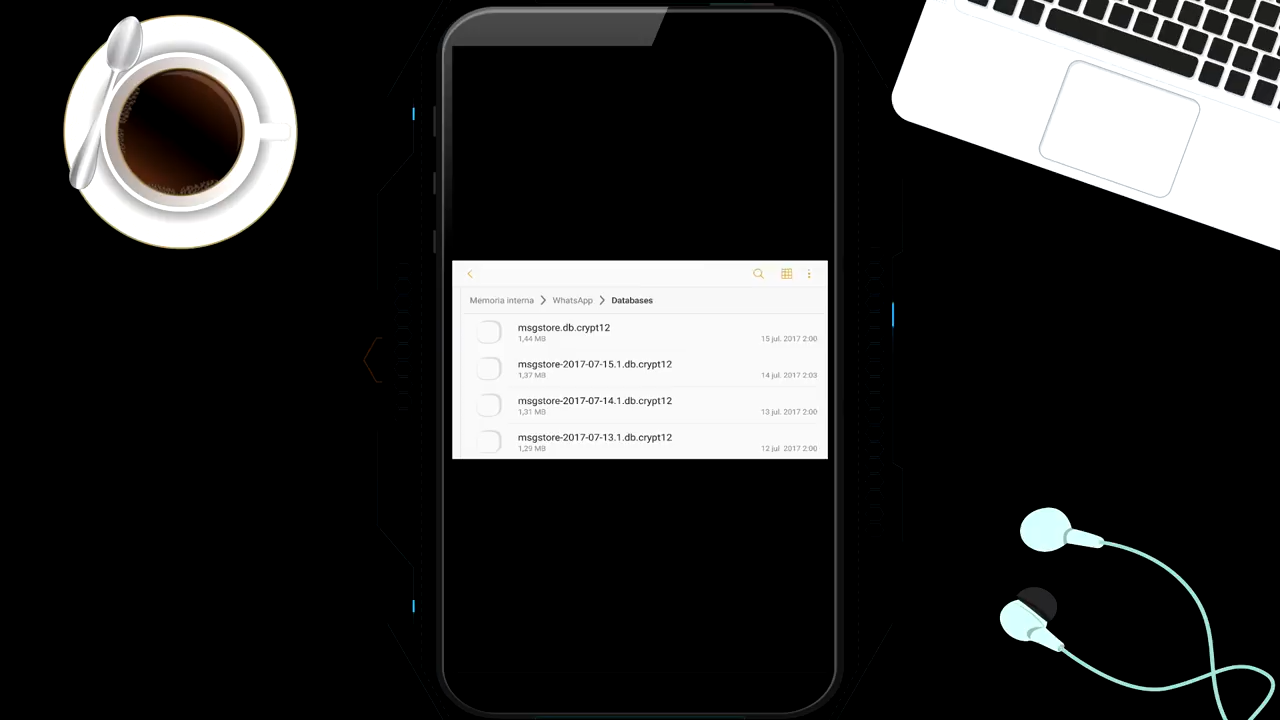 Memoria interna > WhatsApp > Databases
msgstore.db.crypt12
1,44 MB 15 jul. 2017 2:00
msgstore-2017-07-15.1.db.crypt12
1,37 MB 14 jul. 2017 2:03
msgstore-2017-07-14.1.db.crypt12
1,31 MB 13 jul. 2017 2:00
msgstore-2017-07-13.1.db.crypt12
1,29 MB 12 jul 2017 2:00